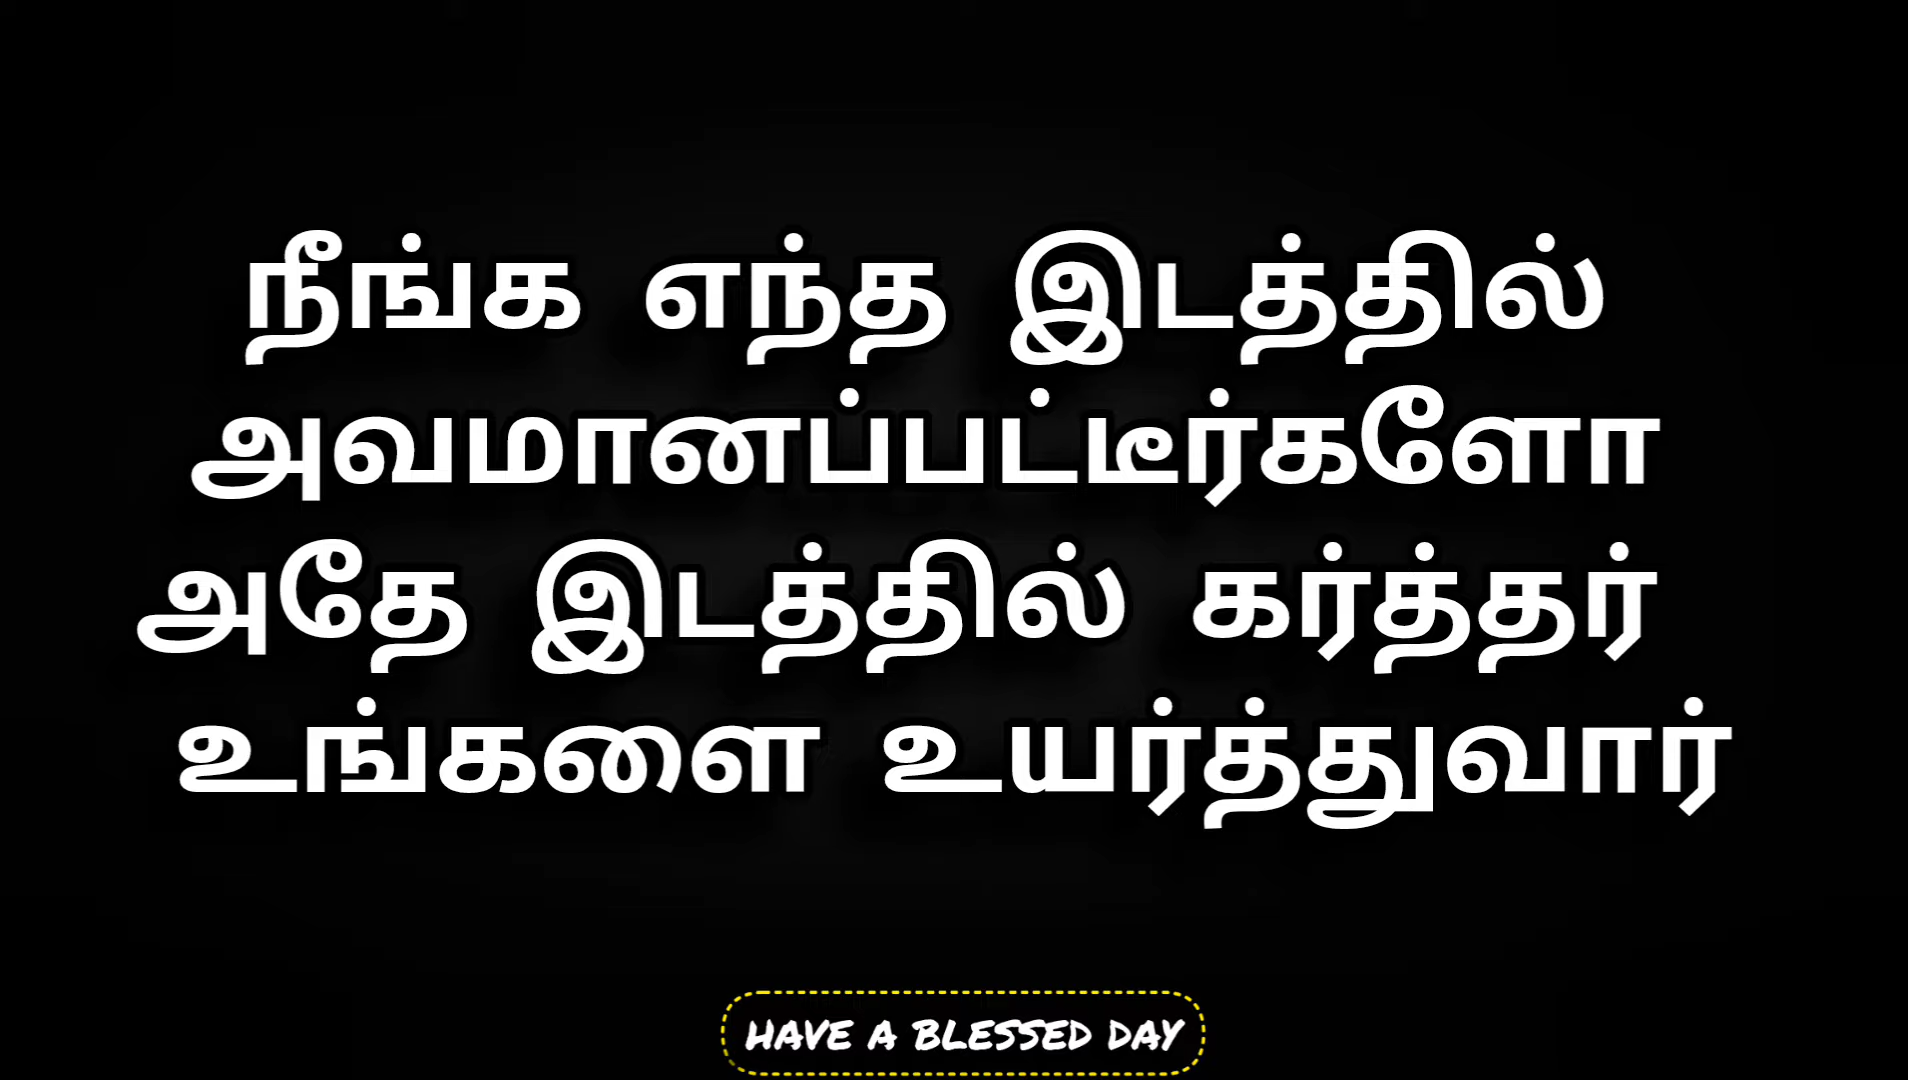 நீங்க எந்த இடத்தில்
அவமானப்பட்டீர்களோ
அதே இடத்தில் கர்த்தர்
உங்களை உயர்த்துவார்
HAVE A BLESSED DAY